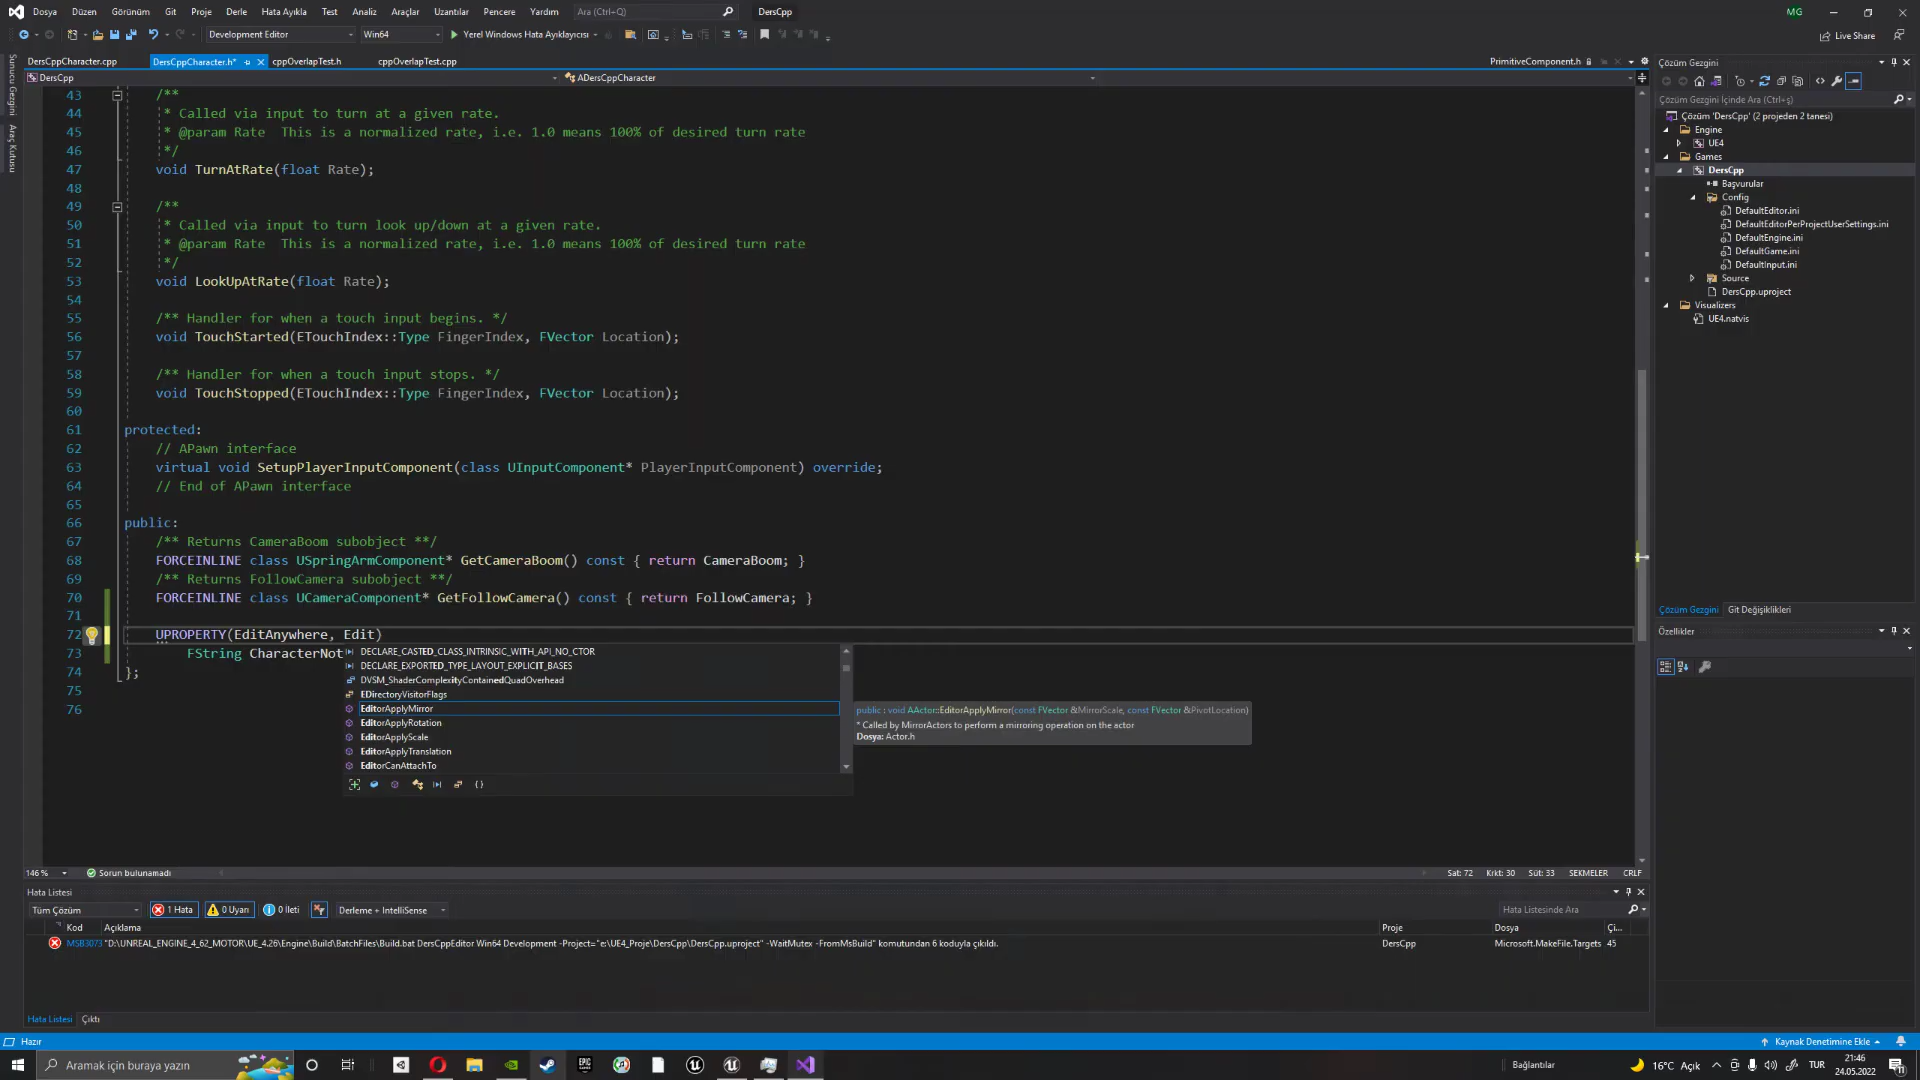 Dosya Düzen Görünüm Git Proje Derle Hata Ayıkla Test Analiz Araçlar Uzantılar Pencere Yardım Ara (Ctrl+Q) DersCpp MG
Development Editor Win64 Yerel Windows Hata Ayıklayıcısı Live Share
DersCppCharacter.cpp DersCppCharacter.h* cppOverlapTest.h cppOverlapTest.cpp PrimitiveComponent.h
DersCpp ADersCppCharacter
Sunucu Gezgini
Araç Kutusu
43 /**
44 * Called via input to turn at a given rate.
45 * @param Rate This is a normalized rate, i.e. 1.0 means 100% of desired turn rate
46 */
47 void TurnAtRate(float Rate);
48
49 /**
50 * Called via input to turn look up/down at a given rate.
51 * @param Rate This is a normalized rate, i.e. 1.0 means 100% of desired turn rate
52 */
53 void LookUpAtRate(float Rate);
54
55 /** Handler for when a touch input begins. */
56 void TouchStarted(ETouchIndex::Type FingerIndex, FVector Location);
57
58 /** Handler for when a touch input stops. */
59 void TouchStopped(ETouchIndex::Type FingerIndex, FVector Location);
60
61 protected:
62 // APawn interface
63 virtual void SetupPlayerInputComponent(class UInputComponent* PlayerInputComponent) override;
64 // End of APawn interface
65
66 public:
67 /** Returns CameraBoom subobject **/
68 FORCEINLINE class USpringArmComponent* GetCameraBoom() const { return CameraBoom; }
69 /** Returns FollowCamera subobject **/
70 FORCEINLINE class UCameraComponent* GetFollowCamera() const { return FollowCamera; }
71
72 UPROPERTY(EditAnywhere, Edit)
73 FString CharacterNot
74 };
75
76
DECLARE_CASTED_CLASS_INTRINSIC_WITH_API_NO_CTOR
DECLARE_EXPORTED_TYPE_LAYOUT_EXPLICIT_BASES
DVSM_ShaderComplexityContainedQuadOverhead
EDirectoryVisitorFlags
EditorApplyMirror
EditorApplyRotation
EditorApplyScale
EditorApplyTranslation
EditorCanAttachTo
public : void AActor::EditorApplyMirror(const FVector &MirrorScale, const FVector &PivotLocation)
* Called by MirrorActors to perform a mirroring operation on the actor
Dosya: Actor.h
146 % Sorun bulunamadı Sat: 72 Krkt: 30 Süt: 33 SEKMELER CRLF
Hata Listesi
Tüm Çözüm 1 Hata 0 Uyarı 0 İleti Derleme + IntelliSense Hata Listesinde Ara
Kod Açıklama Proje Dosya Çi...
MSB3073 "D:\UNREAL_ENGINE_4_62_MOTOR\UE_4.26\Engine\Build\BatchFiles\Build.bat DersCppEditor Win64 Development -Project="e:\UE4_Proje\DersCpp\DersCpp.uproject" -WaitMutex -FromMsBuild" komutundan 6 koduyla çıkıldı. DersCpp Microsoft.MakeFile.Targets 45
Hata Listesi Çıktı
Çözüm Gezgini
Çözüm Gezgini İçinde Ara (Ctrl+ş)
Çözüm 'DersCpp' (2 projeden 2 tanesi)
Engine
UE4
Games
DersCpp
Başvurular
Config
DefaultEditor.ini
DefaultEditorPerProjectUserSettings.ini
DefaultEngine.ini
DefaultGame.ini
DefaultInput.ini
Source
DersCpp.uproject
Visualizers
UE4.natvis
Çözüm Gezgini Git Değişiklikleri
Özellikler
Hazır Kaynak Denetimine Ekle
Aramak için buraya yazın EPIC GAMES Bağlantılar 16°C Açık TUR 21:46
24.05.2022